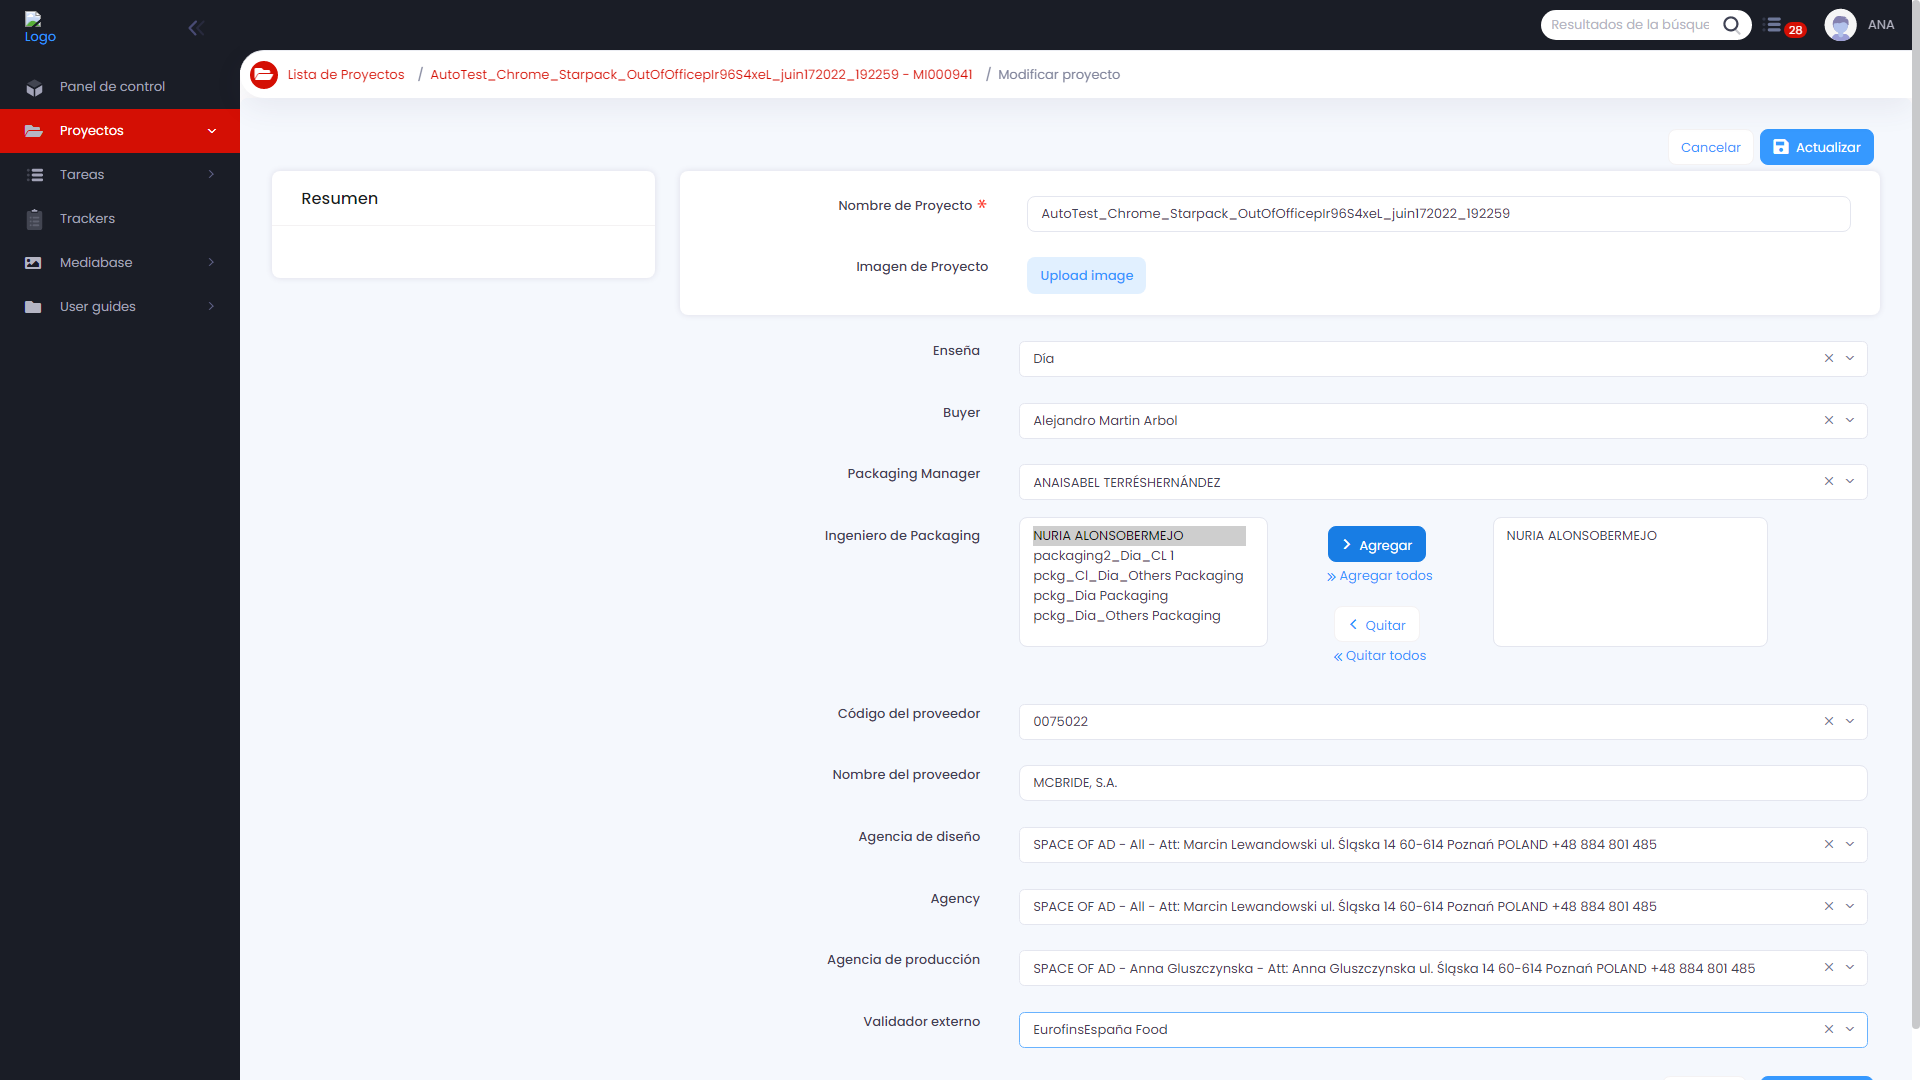 Logo
Resultados de la búsque
28
ANA
Lista de Proyectos / AutoTest_Chrome_Starpack_OutOfOfficepIr96S4xeL_juin172022_192259 - MI000941 / Modificar proyecto
Panel de control
Proyectos
Tareas
Trackers
Mediabase
User guides
Cancelar
Actualizar
Resumen
Nombre de Proyecto *
AutoTest_Chrome_Starpack_OutOfOfficepIr96S4xeL_juin172022_192259
Imagen de Proyecto
Upload image
Enseña
Día
Buyer
Alejandro Martin Arbol
Packaging Manager
ANAISABEL TERRÉSHERNÁNDEZ
Ingeniero de Packaging
NURIA ALONSOBERMEJO
packaging2_Dia_CL 1
pckg_Cl_Dia_Others Packaging
pckg_Dia Packaging
pckg_Dia_Others Packaging
Agregar
Agregar todos
Quitar
Quitar todos
NURIA ALONSOBERMEJO
Código del proveedor
0075022
Nombre del proveedor
MCBRIDE, S.A.
Agencia de diseño
SPACE OF AD - All - Att: Marcin Lewandowski ul. Śląska 14 60-614 Poznań POLAND +48 884 801 485
Agency
SPACE OF AD - All - Att: Marcin Lewandowski ul. Śląska 14 60-614 Poznań POLAND +48 884 801 485
Agencia de producción
SPACE OF AD - Anna Gluszczynska - Att: Anna Gluszczynska ul. Śląska 14 60-614 Poznań POLAND +48 884 801 485
Validador externo
EurofinsEspaña Food